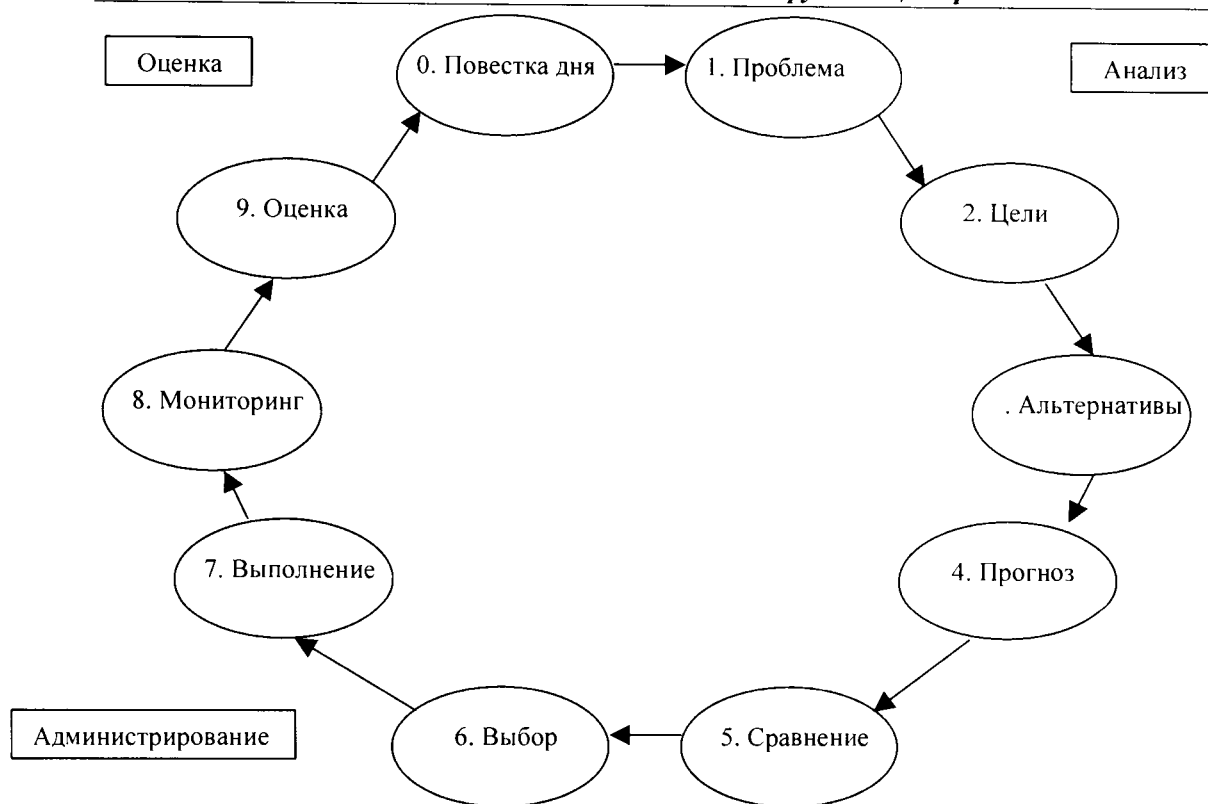 Оценка
0. Повестка дня
1. Проблема
Анализ
9. Оценка
2. Цели
8. Мониторинг
. Альтернативы
7. Выполнение
4. Прогноз
Администрирование
6. Выбор
5. Сравнение